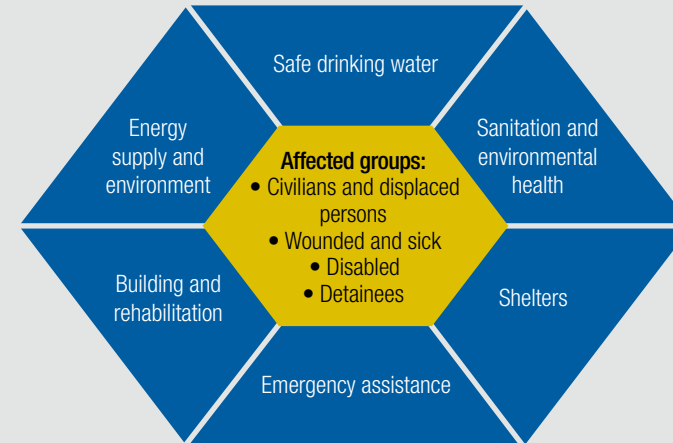 Safe drinking water
Energy
supply and
environment
Sanitation and
environmental
health
Affected groups:
• Civilians and displaced
persons
• Wounded and sick
• Disabled
• Detainees
Building and
rehabilitation
Shelters
Emergency assistance